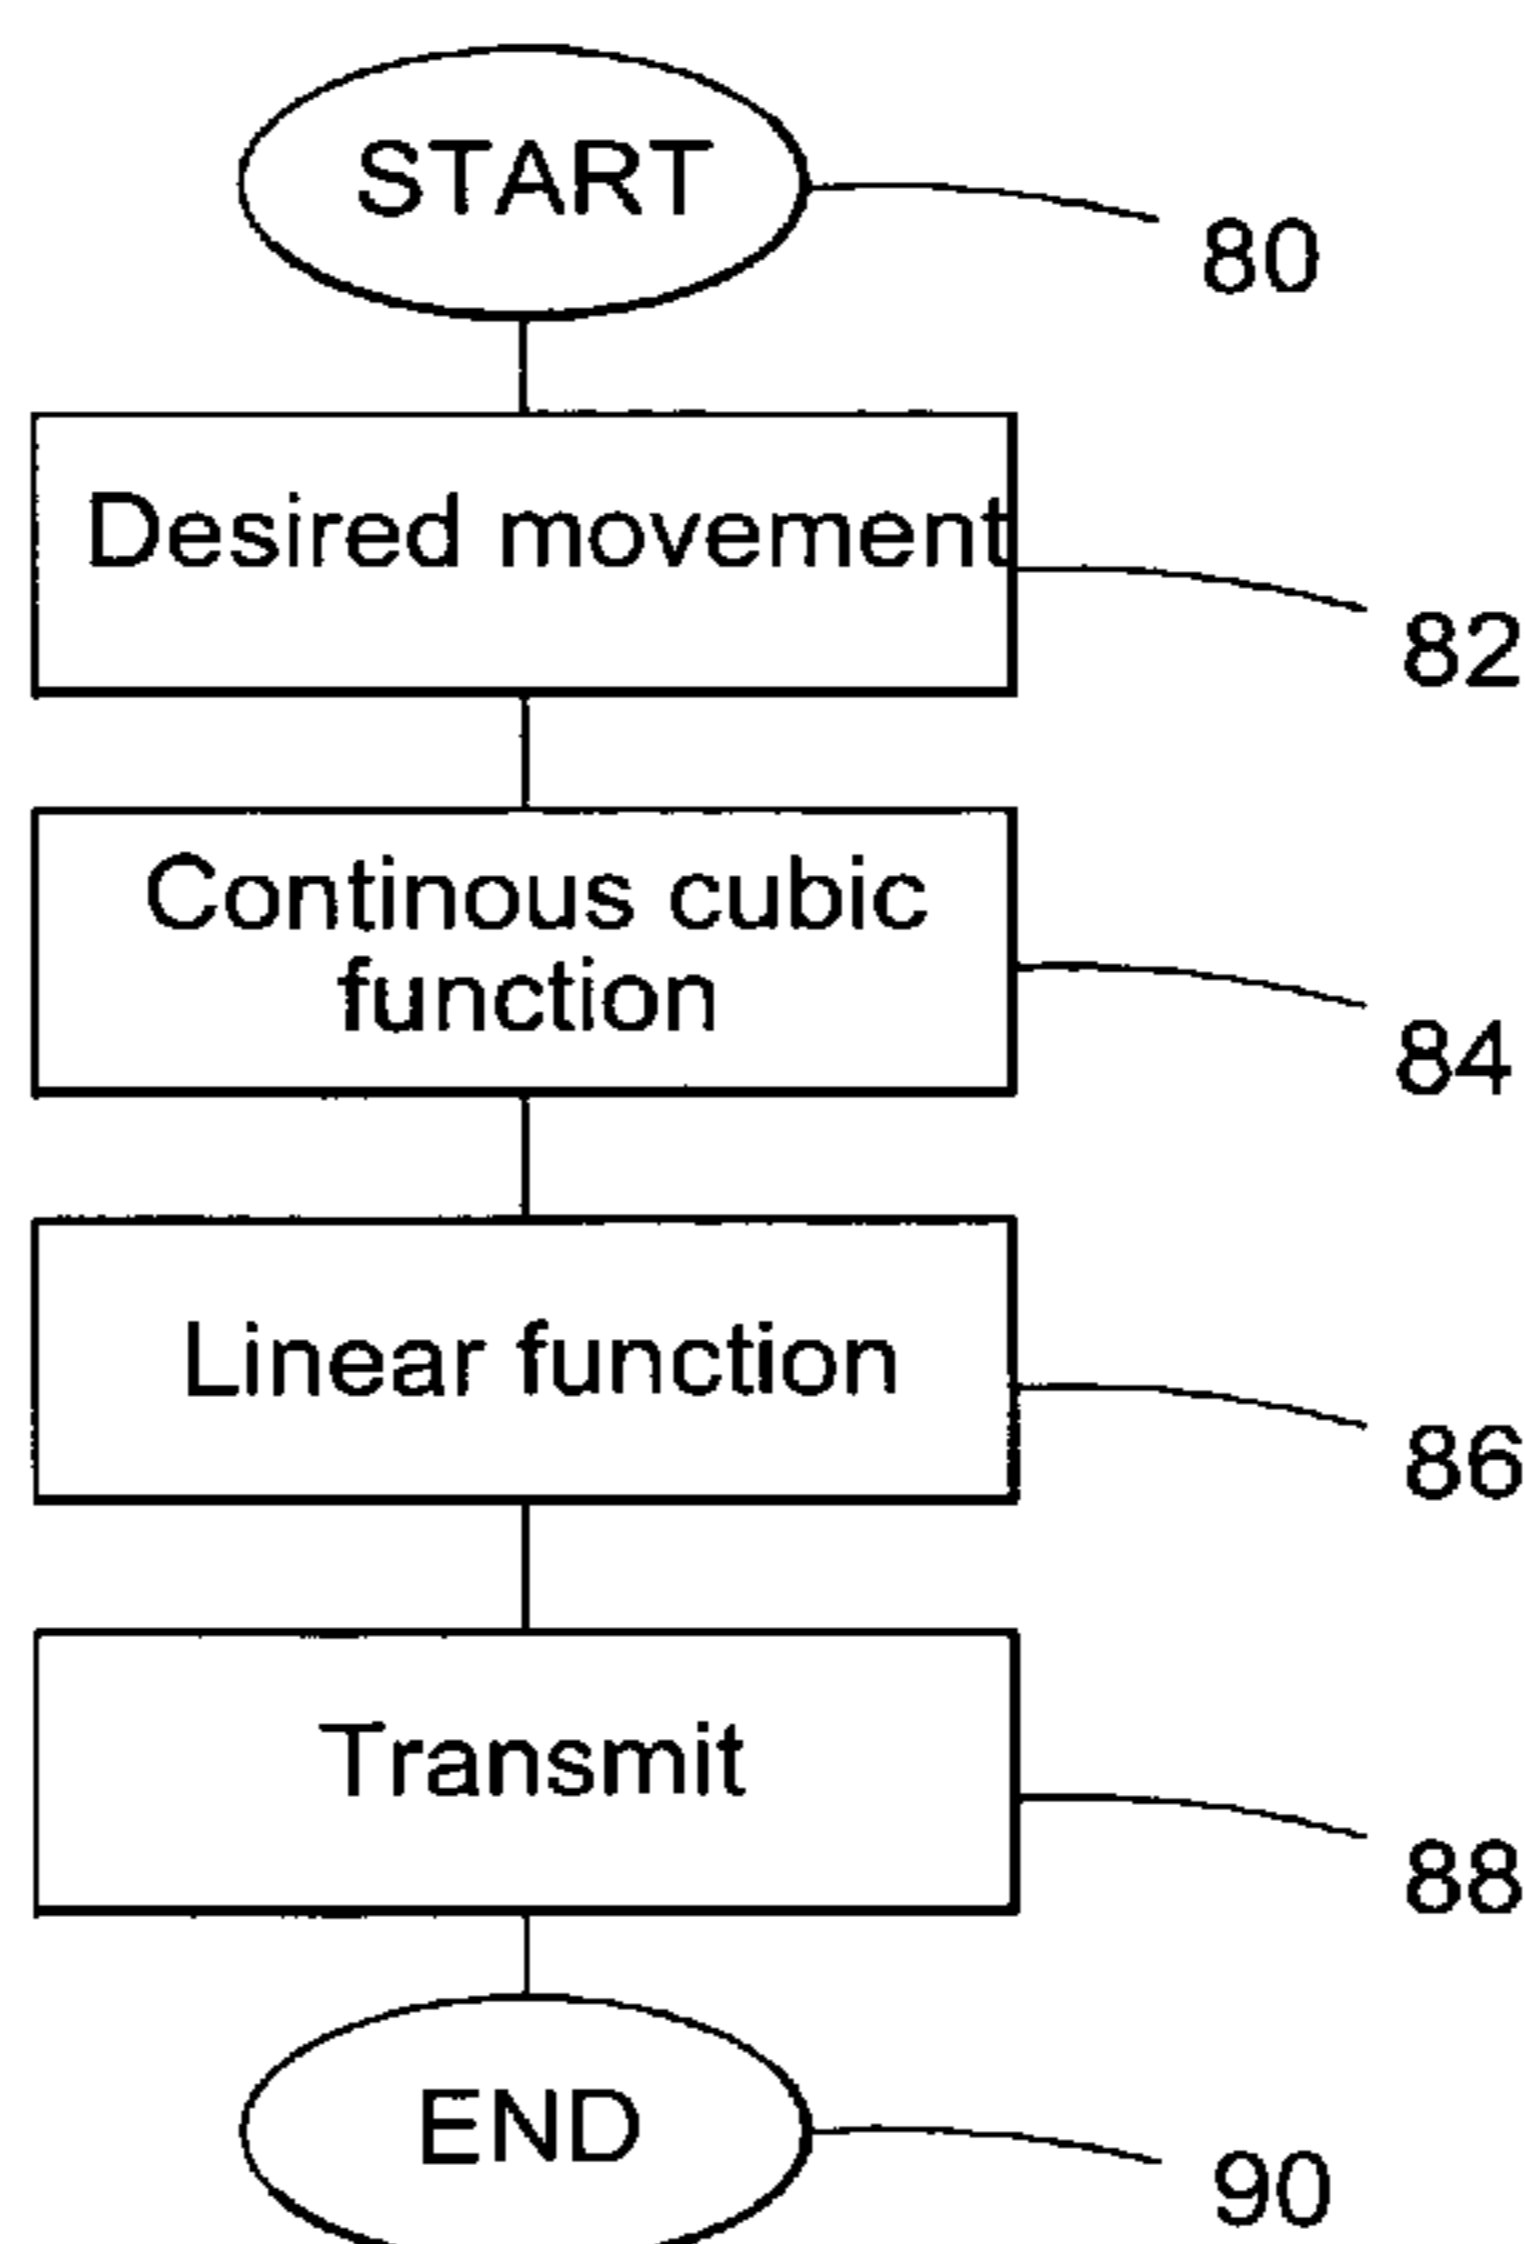 START
80
Desired movement
82
Continous cubic
function
84
Linear function
86
Transmit
88
END
90